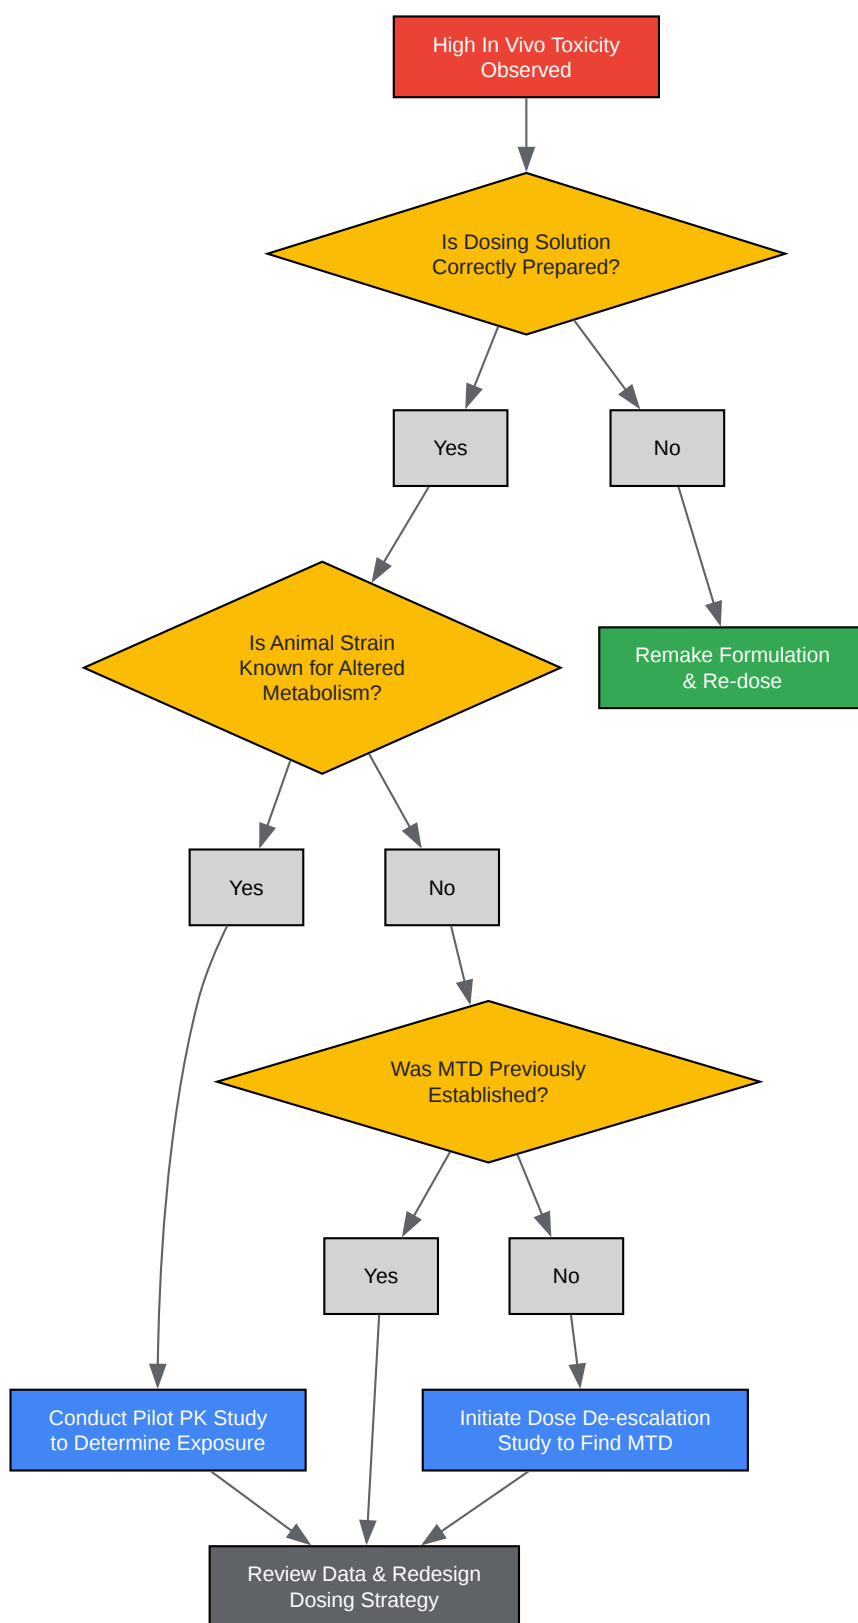 High In Vivo Toxicity
Observed
Is Dosing Solution
Correctly Prepared?
Yes
No
Is Animal Strain
Known for Altered
Metabolism?
Remake Formulation
& Re-dose
Yes
No
Was MTD Previously
Established?
Yes
No
Conduct Pilot PK Study
to Determine Exposure
Initiate Dose De-escalation
Study to Find MTD
Review Data & Redesign
Dosing Strategy